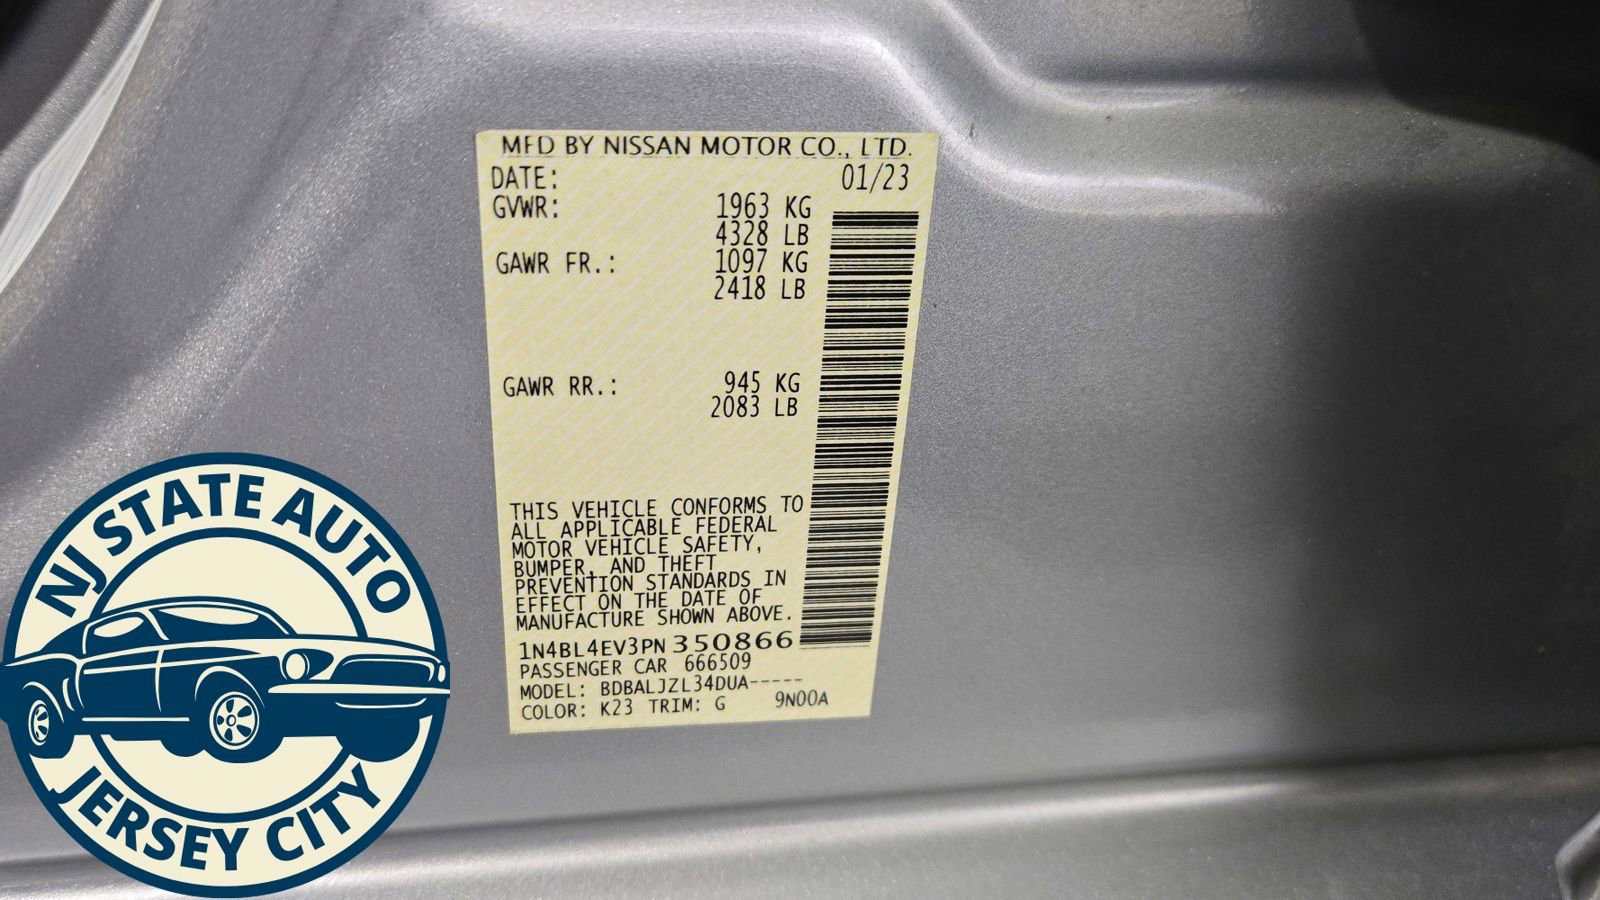 MFD BY NISSAN MOTOR CO., LTD.
DATE: 01/23
GVWR: 1963 KG
4328 LB
GAWR FR.: 1097 KG
2418 LB
GAWR RR.: 945 KG
2083 LB
THIS VEHICLE CONFORMS TO
ALL APPLICABLE FEDERAL
MOTOR VEHICLE SAFETY,
BUMPER, AND THEFT
PREVENTION STANDARDS IN
EFFECT ON THE DATE OF
MANUFACTURE SHOWN ABOVE.
1N4BL4EV3PN350866
PASSENGER CAR 666509
MODEL: BDBALJZL34DUA-----
COLOR: K23 TRIM: G 9N00A
NJ STATE AUTO
JERSEY CITY